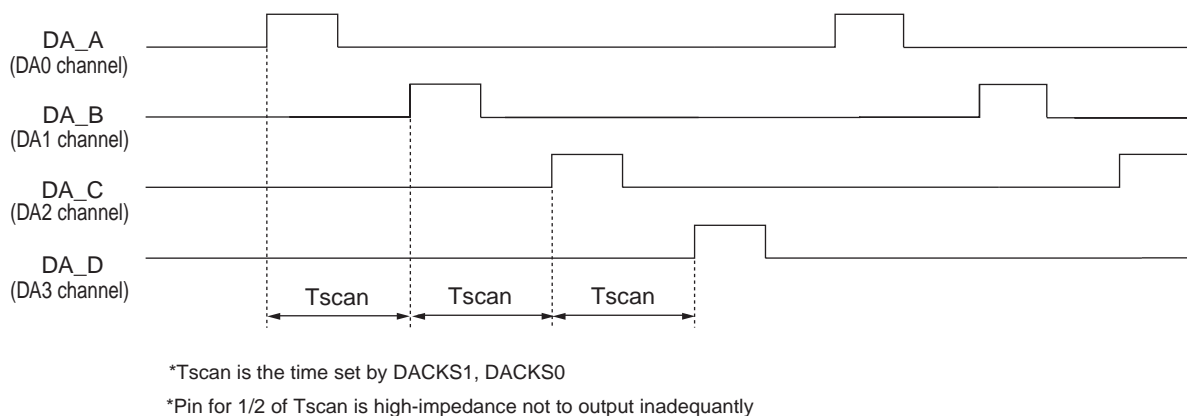 DA_A
(DA0 channel)
DA_B
(DA1 channel)
DA_C
(DA2 channel)
DA_D
(DA3 channel)
Tscan Tscan Tscan
*Tscan is the time set by DACKS1, DACKS0
*Pin for 1/2 of Tscan is high-impedance not to output inadequantly